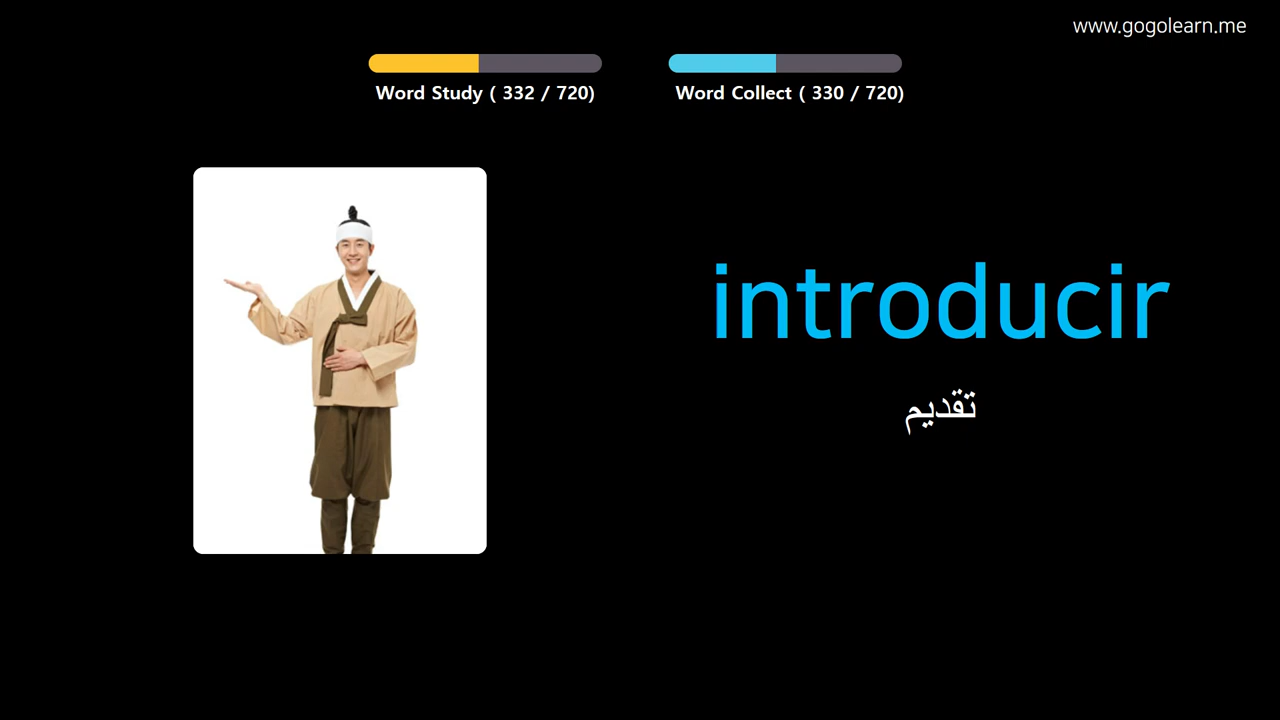 www.gogolearn.me
Word Study ( 332 / 720)
Word Collect ( 330 / 720)
introducir
تقديم